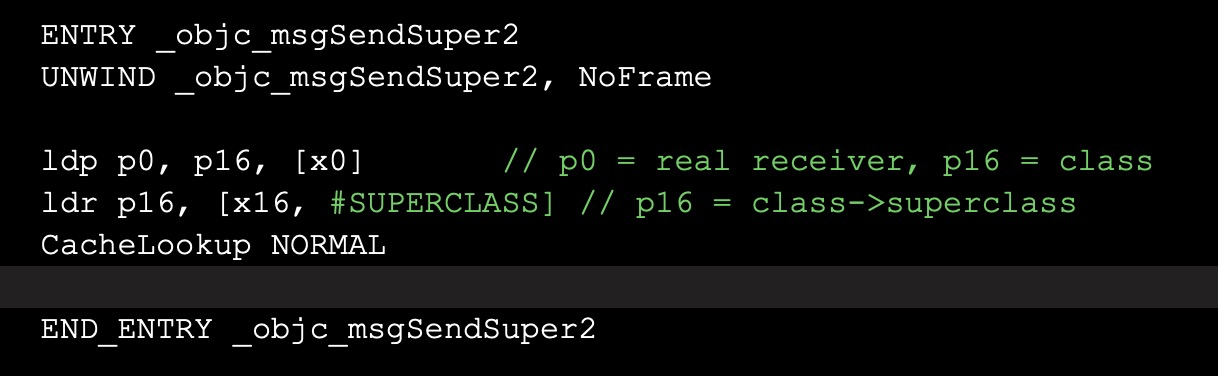 ENTRY _objc_msgSendSuper2
UNWIND _objc_msgSendSuper2, NoFrame
ldp p0, p16, [x0]       // p0 = real receiver, p16 = class
ldr p16, [x16, #SUPERCLASS] // p16 = class->superclass
CacheLookup NORMAL
END_ENTRY _objc_msgSendSuper2